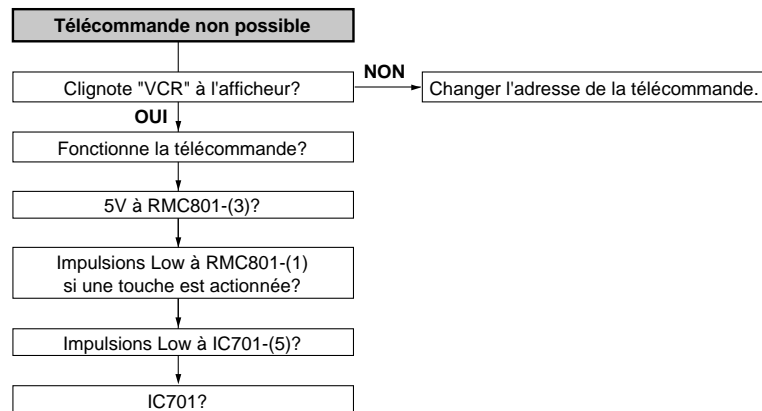 Télécommande non possible
Clignote "VCR" à l'afficheur?
NON
Changer l'adresse de la télécommande.
OUI
Fonctionne la télécommande?
5V à RMC801-(3)?
Impulsions Low à RMC801-(1)
si une touche est actionnée?
Impulsions Low à IC701-(5)?
IC701?